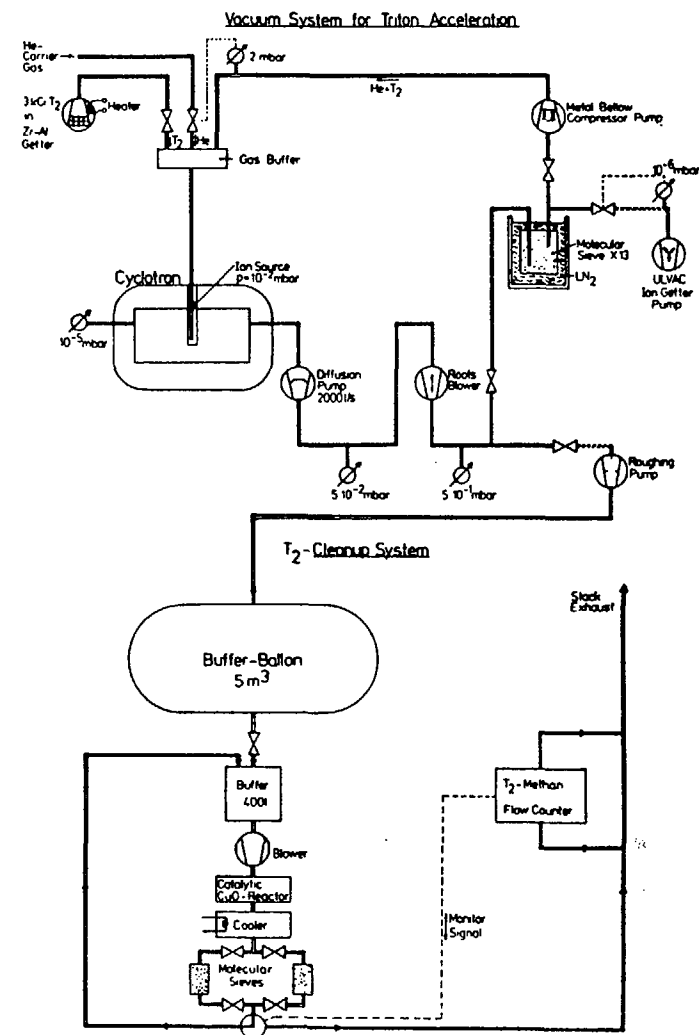 Vacuum System for Triton Acceleration
He-
Carrier
Gas
2 mbar
He+T2
3 kCi T2
in
Zr-Al
Getter
Heater
T2
He
Gas Buffer
Metal Bellow
Compressor Pump
10-6 mbar
Molecular
Sieve X13
LN2
ULVAC
Ion Getter
Pump
Cyclotron
Ion Source
p=10-2 mbar
10-5 mbar
Diffusion
Pump
2000 l/s
Roots
Blower
5 10-2 mbar
5 10-1 mbar
Roughing
Pump
T2-Cleanup System
Stack
Exhaust
Buffer-Ballon
5 m3
Buffer
400l
T2-Methan
Flow Counter
Blower
Catalytic
CuO-Reactor
Cooler
Monitor
Signal
Molecular
Sieves